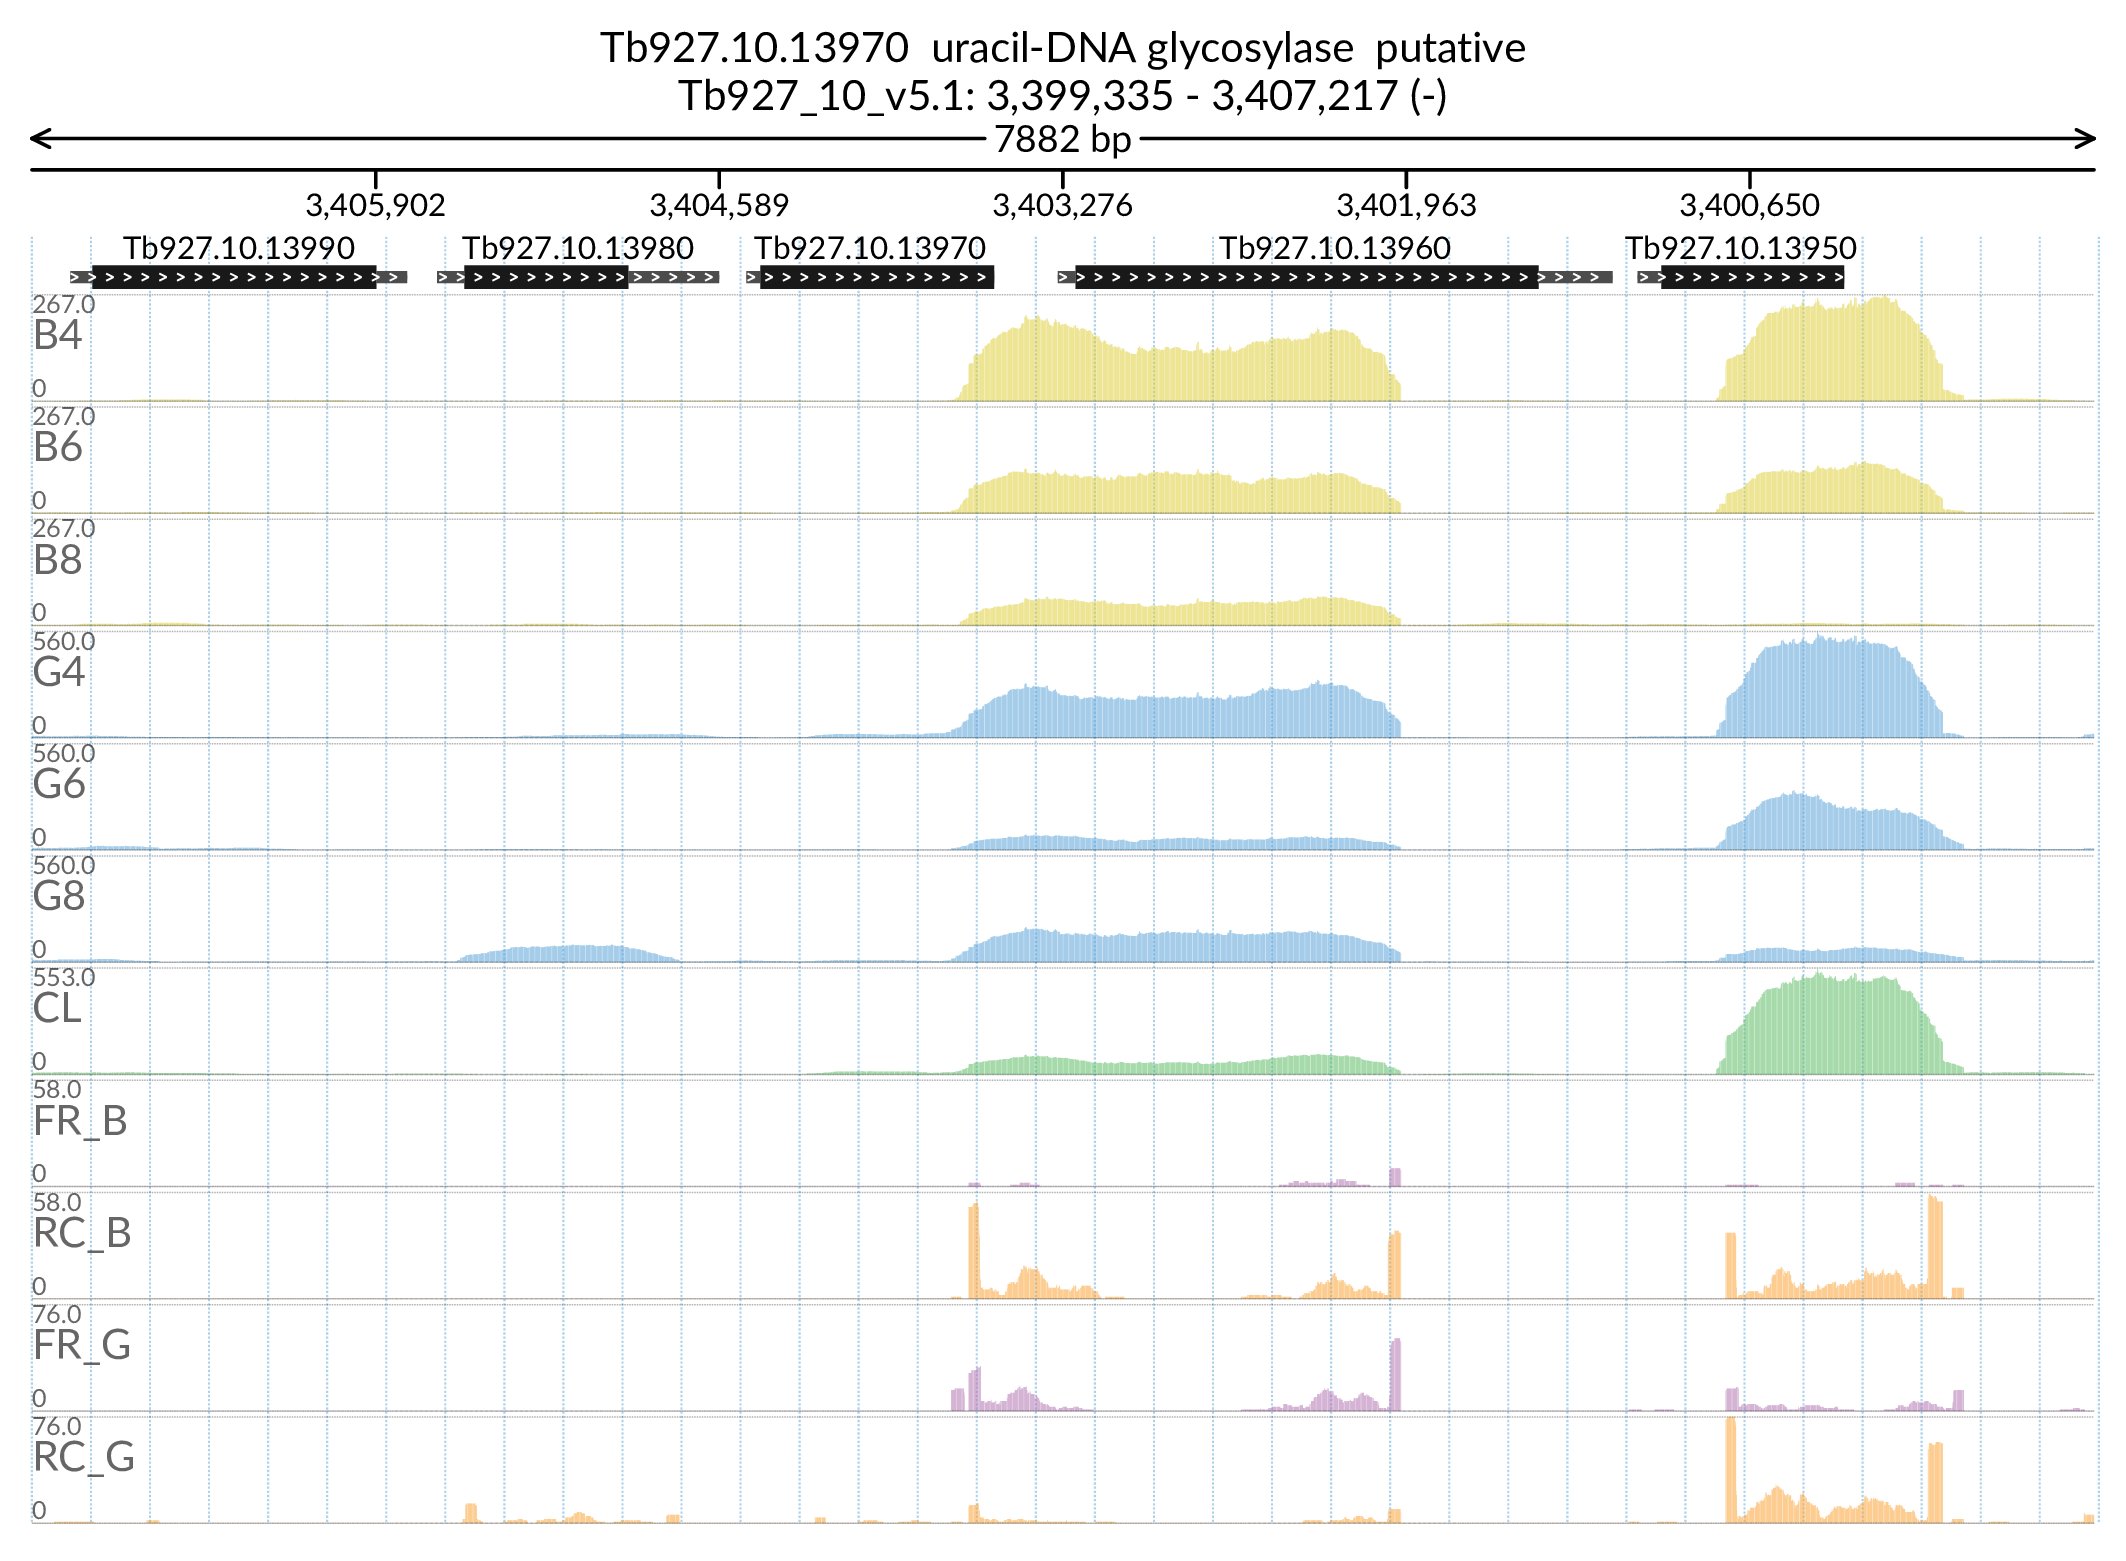 Tb927.10.13970  uracil-DNA glycosylase  putative
Tb927_10_v5.1: 3,399,335 - 3,407,217 (-)
7882 bp
3,405,902 3,404,589 3,403,276 3,401,963 3,400,650
Tb927.10.13990 Tb927.10.13980 Tb927.10.13970 Tb927.10.13960 Tb927.10.13950
267.0
B4
0
267.0
B6
0
267.0
B8
0
560.0
G4
0
560.0
G6
0
560.0
G8
0
553.0
CL
0
58.0
FR_B
0
58.0
RC_B
0
76.0
FR_G
0
76.0
RC_G
0